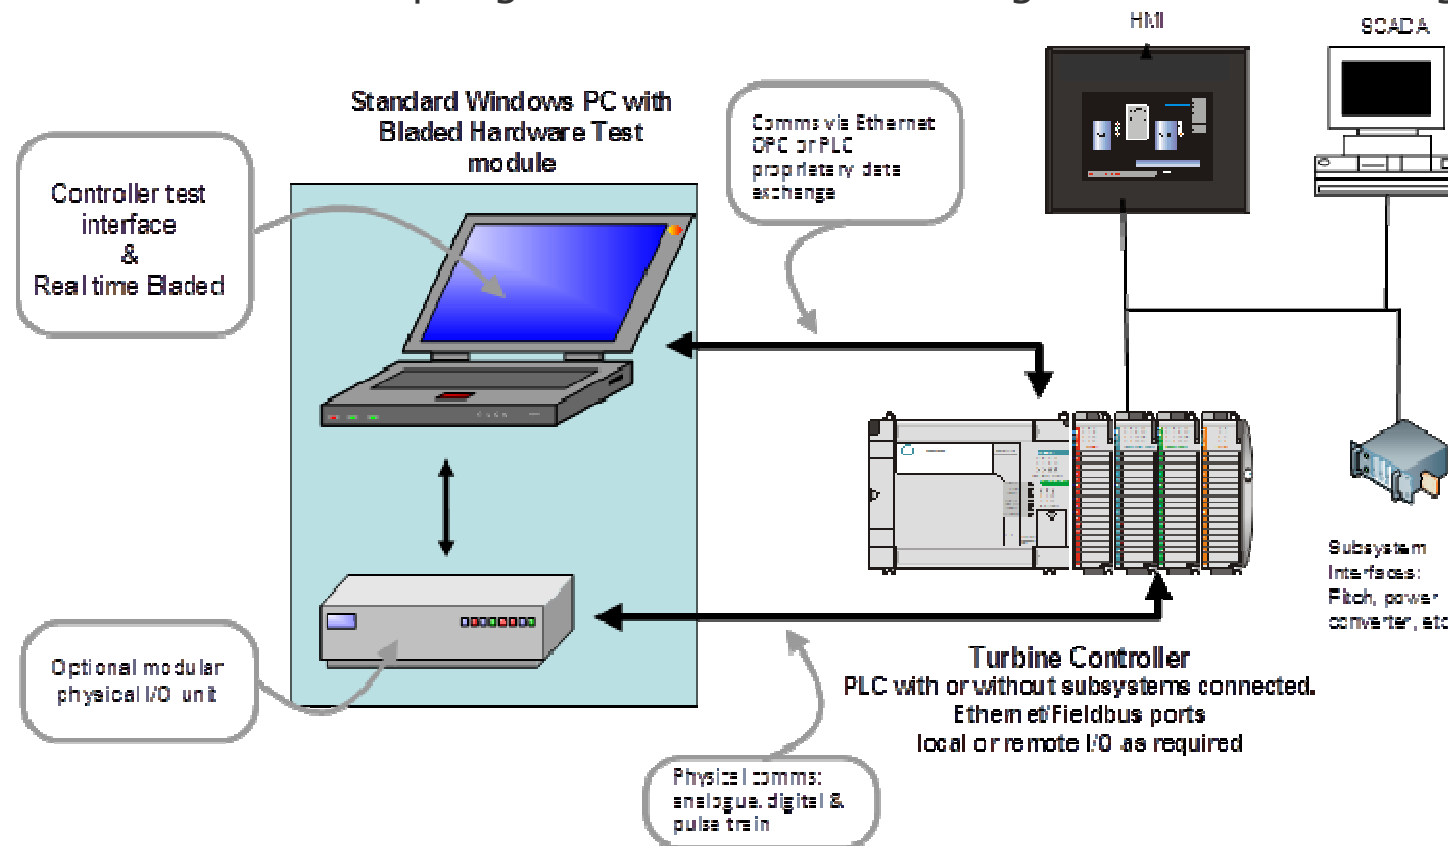 HMI
SCADA
Standard Windows PC with
Bladed Hardware Test
module
Comms via Ethernet
OPC or PLC
proprietary data
exchange
Controller test
interface
&
Real time Bladed
Subsystem
Interfaces:
Pitch, power
converter, etc
Optional modular
physical I/O unit
Turbine Controller
PLC with or without subsystems connected.
Ethernet/Fieldbus ports
local or remote I/O as required
Physical comms:
analogue, digital &
pulse train